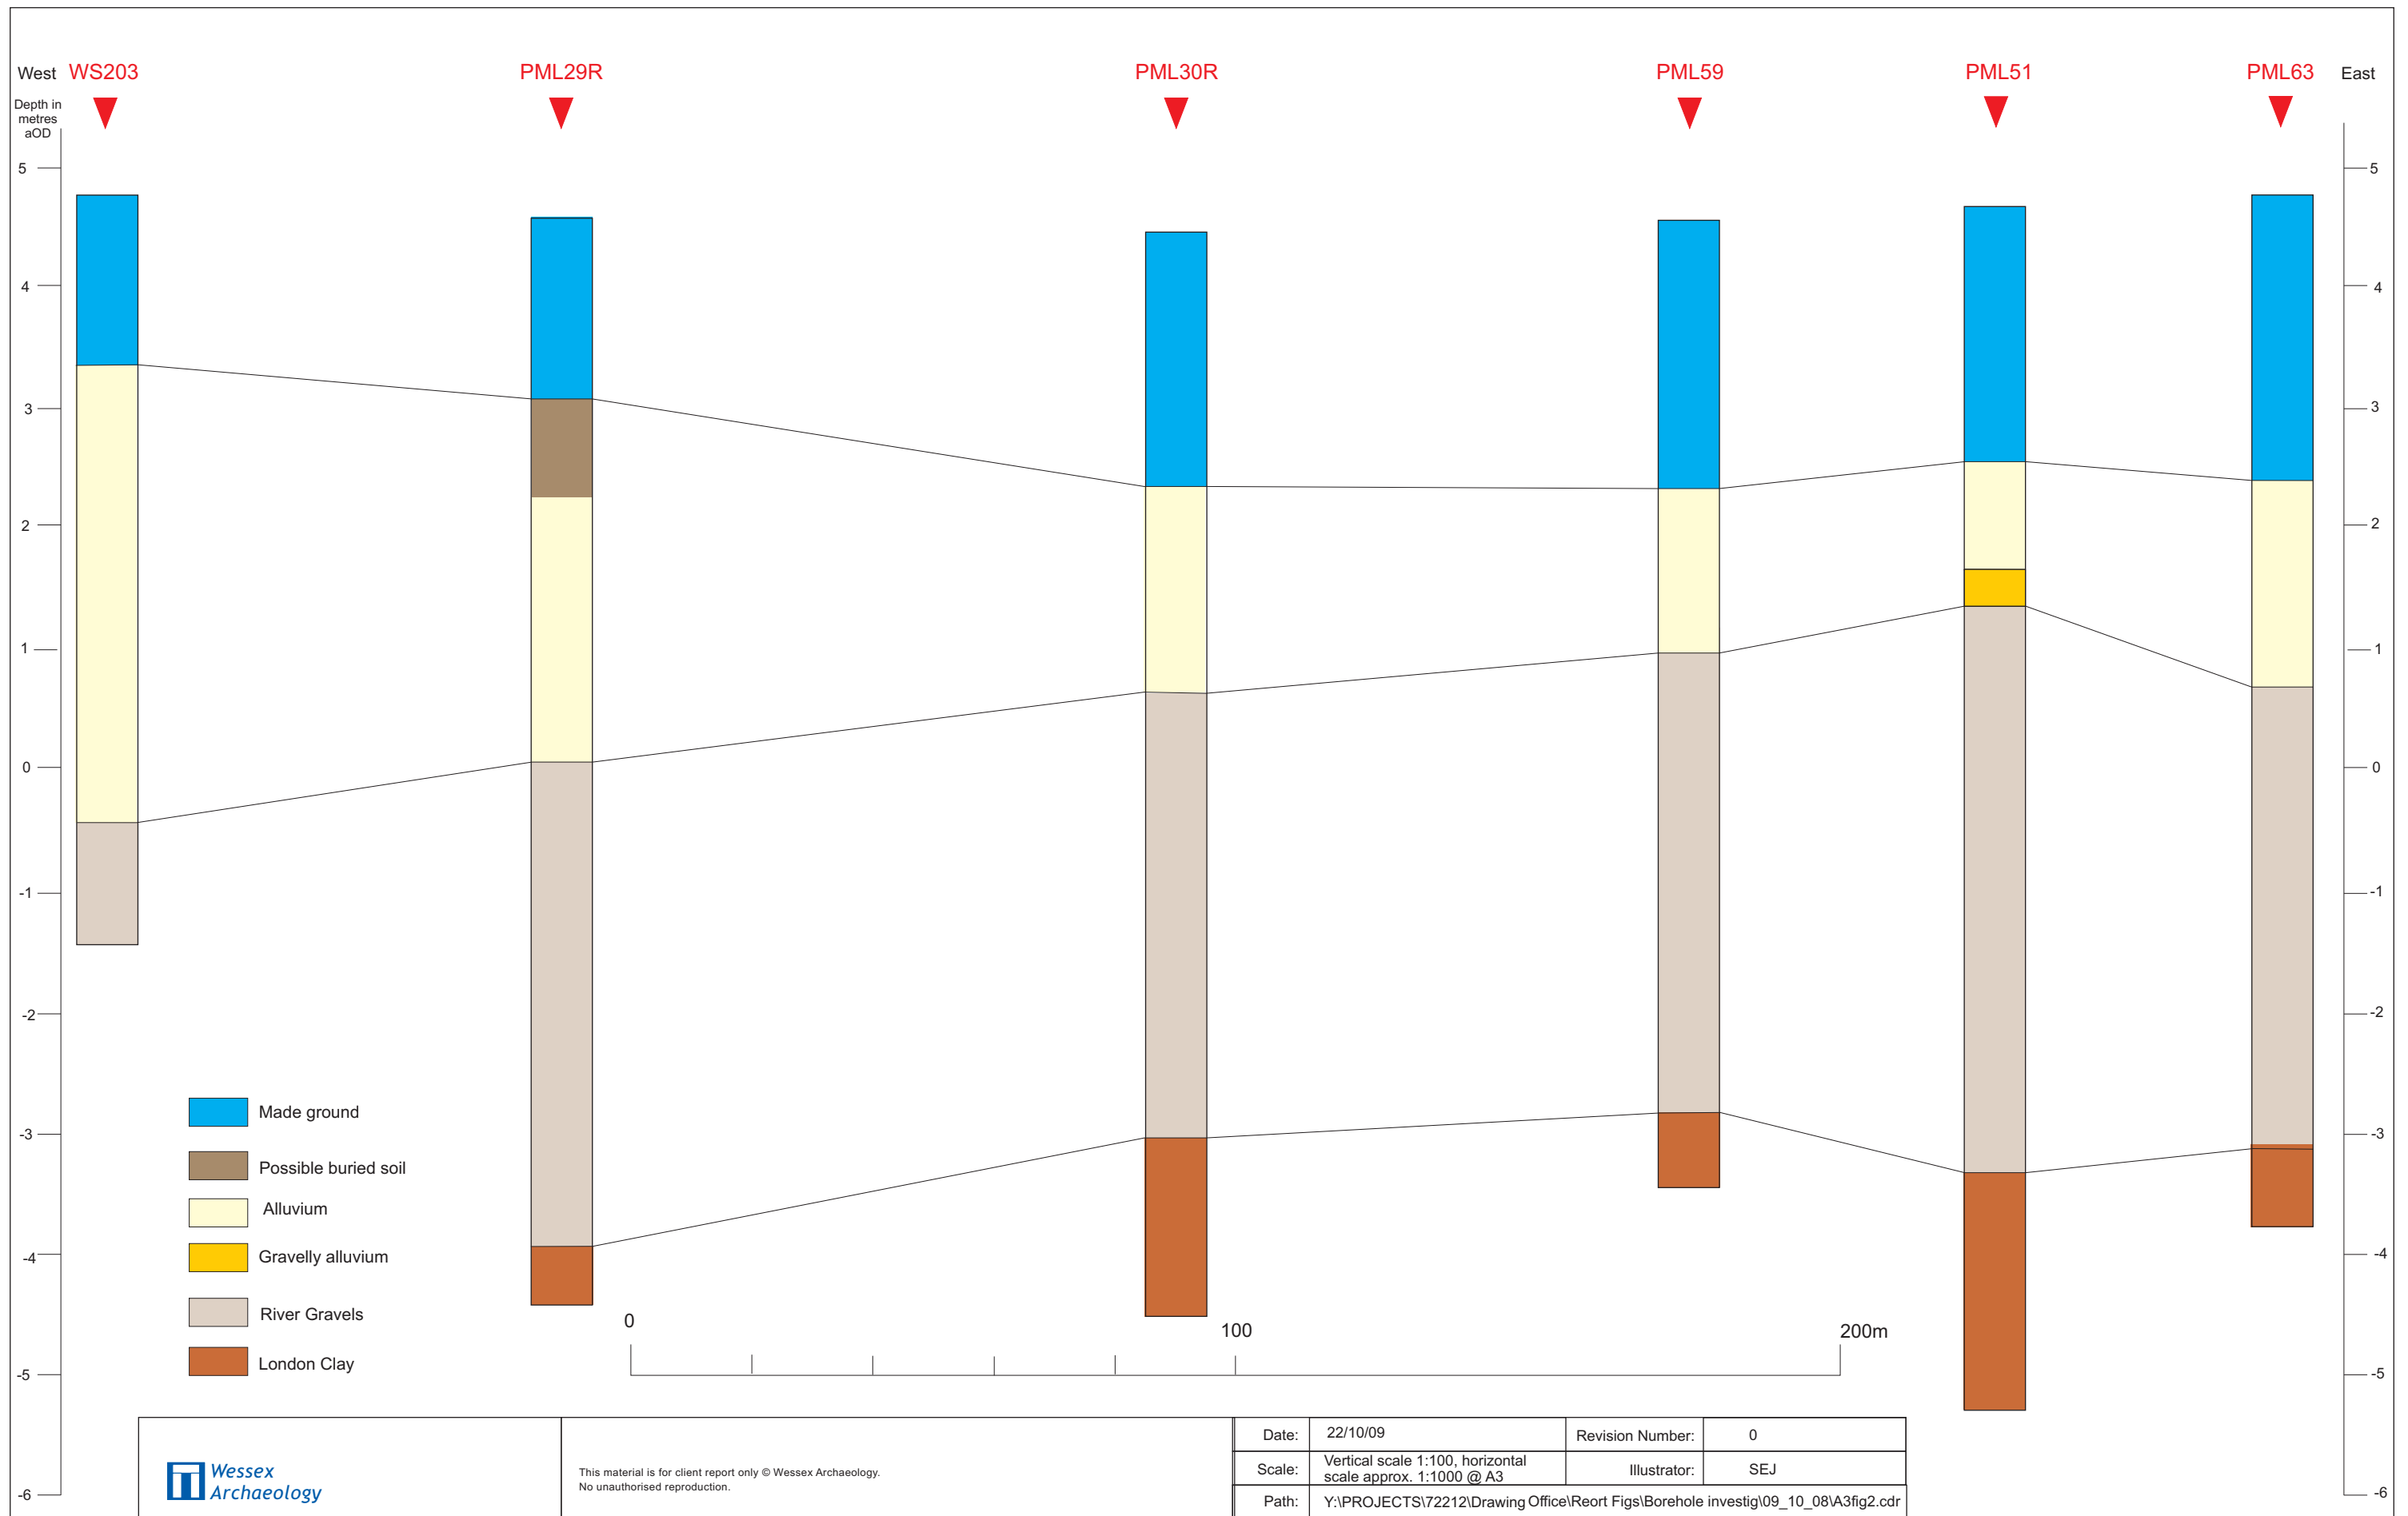 West WS203 PML29R PML30R PML59 PML51 PML63 East
Depth in
metres
aOD
5 5
4 4
3 3
2 2
1 1
0 0
-1 -1
-2 -2
-3 -3
-4 -4
-5 -5
-6 -6
Made ground
Possible buried soil
Alluvium
Gravelly alluvium
River Gravels
London Clay
0 100 200m
Wessex
Archaeology
This material is for client report only © Wessex Archaeology.
No unauthorised reproduction.
Date: 22/10/09 Revision Number: 0
Scale: Vertical scale 1:100, horizontal
scale approx. 1:1000 @ A3
Illustrator: SEJ
Path: Y:\PROJECTS\72212\Drawing Office\Reort Figs\Borehole investig\09_10_08\A3fig2.cdr